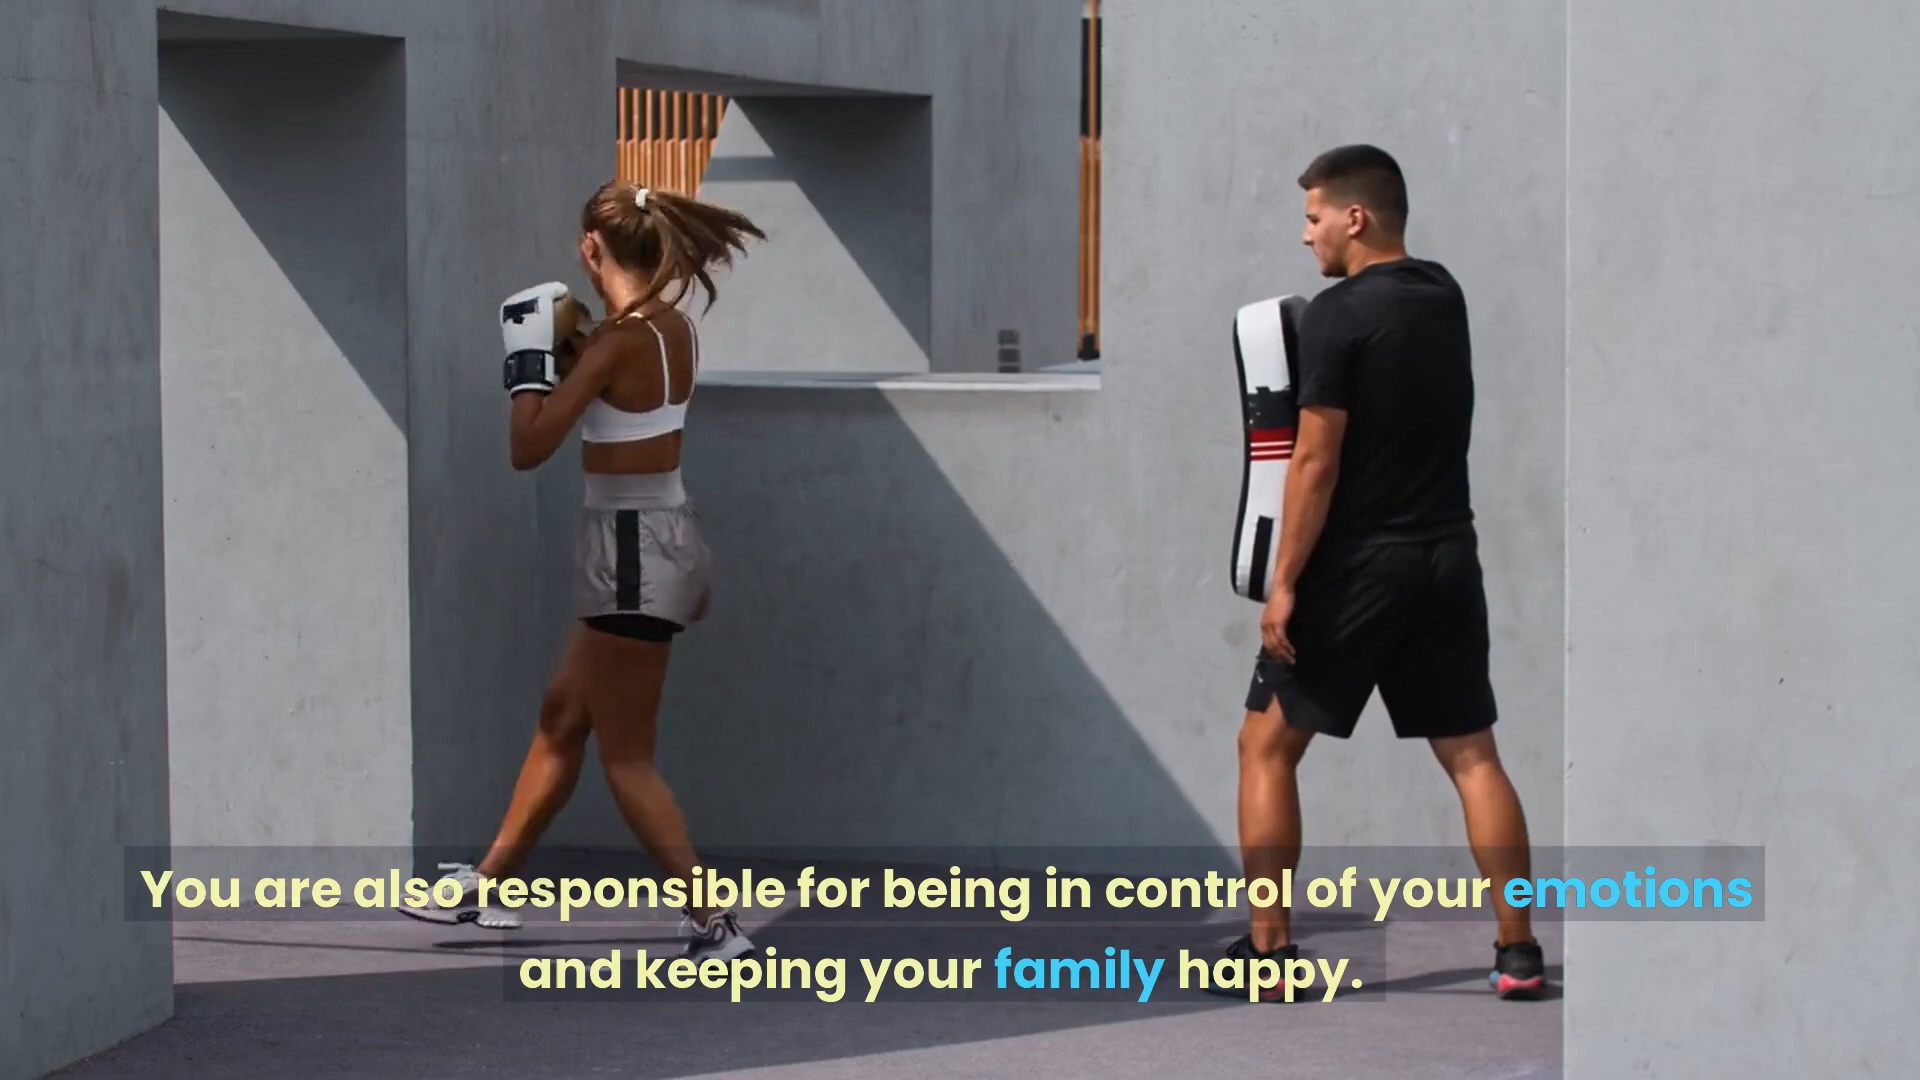 You are also responsible for being in control of your emotions
and keeping your family happy.